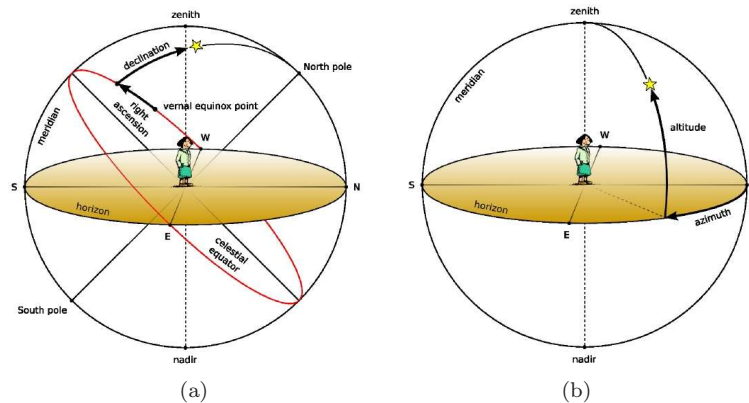 zenith
declination
North pole
vernal equinox point
right
ascension
meridian
W
S
N
horizon
E
celestial
equator
South pole
nadir
(a)
zenith
meridian
altitude
W
S
horizon
azimuth
E
nadir
(b)